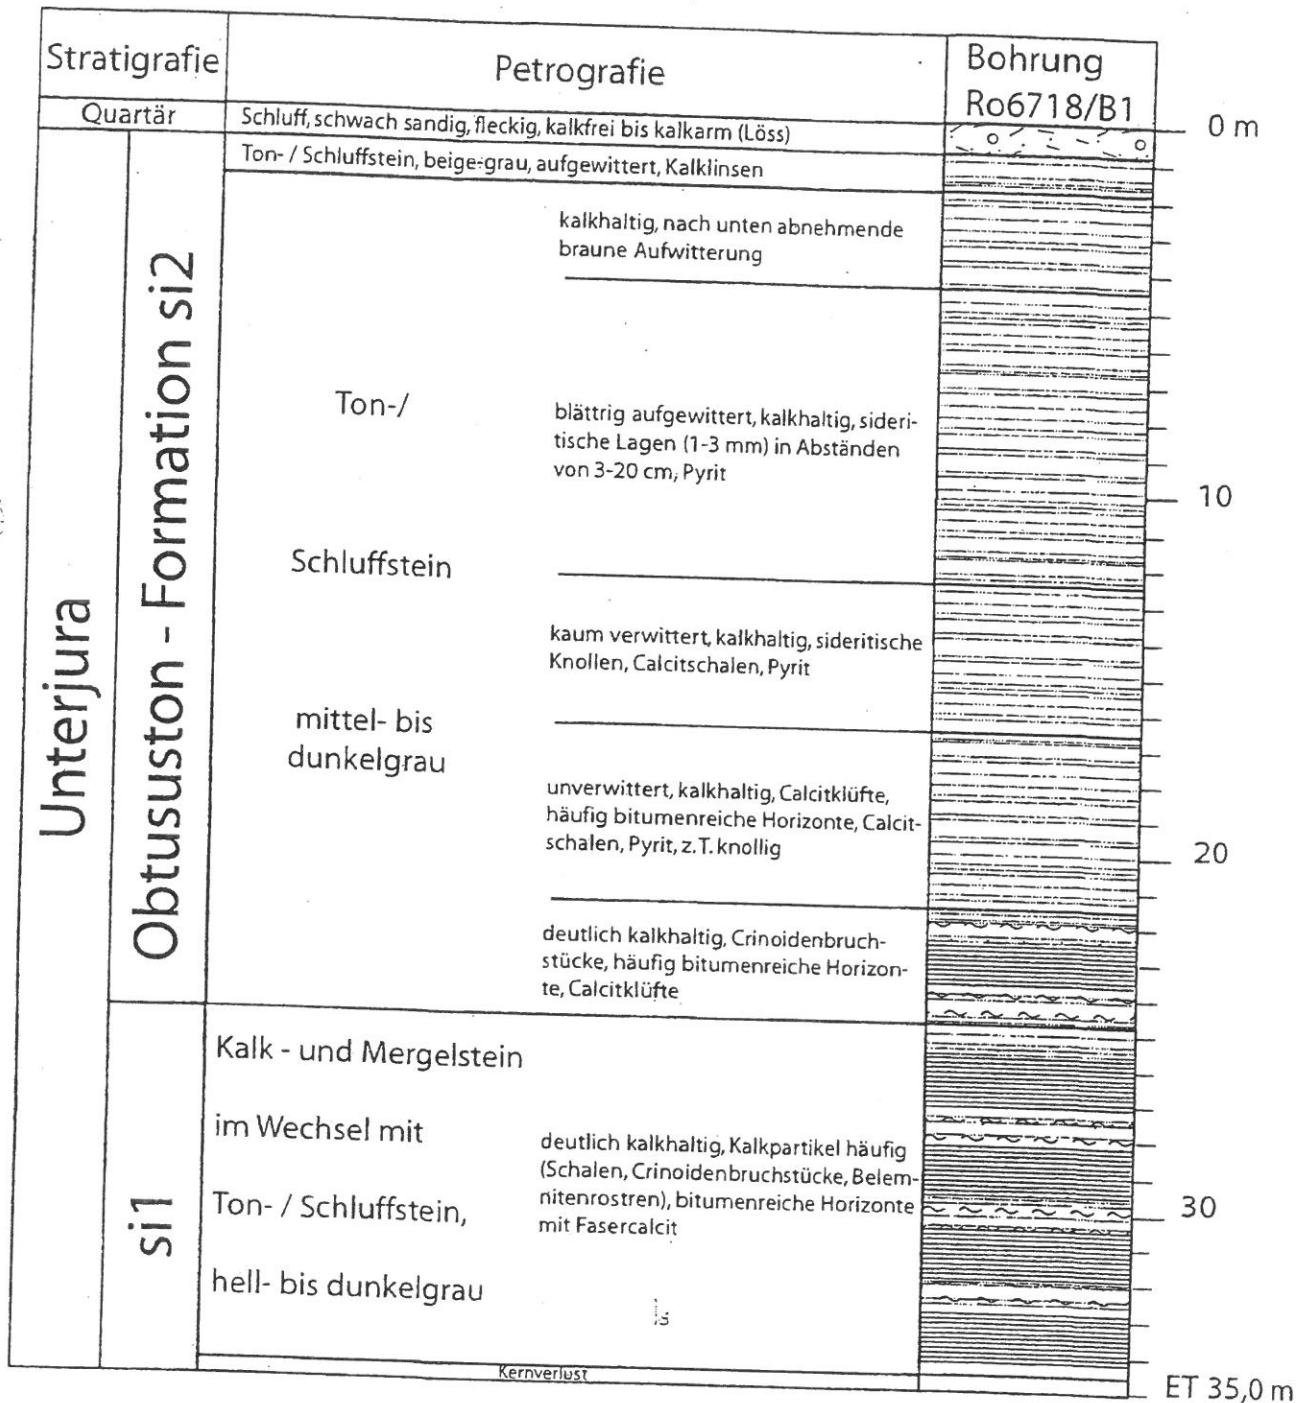 Stratigrafie
Petrografie
Bohrung
Ro6718/B1
Quartär
Schluff, schwach sandig, fleckig, kalkfrei bis kalkarm (Löss)
0 m
Unterjura
Obtususton - Formation si2
Ton- / Schluffstein, beige-grau, aufgewittert, Kalklinsen
kalkhaltig, nach unten abnehmende
braune Aufwitterung
Ton-/
Schluffstein
mittel- bis
dunkelgrau
blättrig aufgewittert, kalkhaltig, sideri-
tische Lagen (1-3 mm) in Abständen
von 3-20 cm, Pyrit
10
kaum verwittert, kalkhaltig, sideritische
Knollen, Calcitschalen, Pyrit
unverwittert, kalkhaltig, Calcitklüfte,
häufig bitumenreiche Horizonte, Calcit-
schalen, Pyrit, z.T. knollig
20
deutlich kalkhaltig, Crinoidenbruch-
stücke, häufig bitumenreiche Horizon-
te, Calcitklüfte
si1
Kalk - und Mergelstein
im Wechsel mit
Ton- / Schluffstein,
hell- bis dunkelgrau
deutlich kalkhaltig, Kalkpartikel häufig
(Schalen, Crinoidenbruchstücke, Belem-
nitenrostren), bitumenreiche Horizonte
mit Fasercalcit
30
Kernverlust
ET 35,0 m